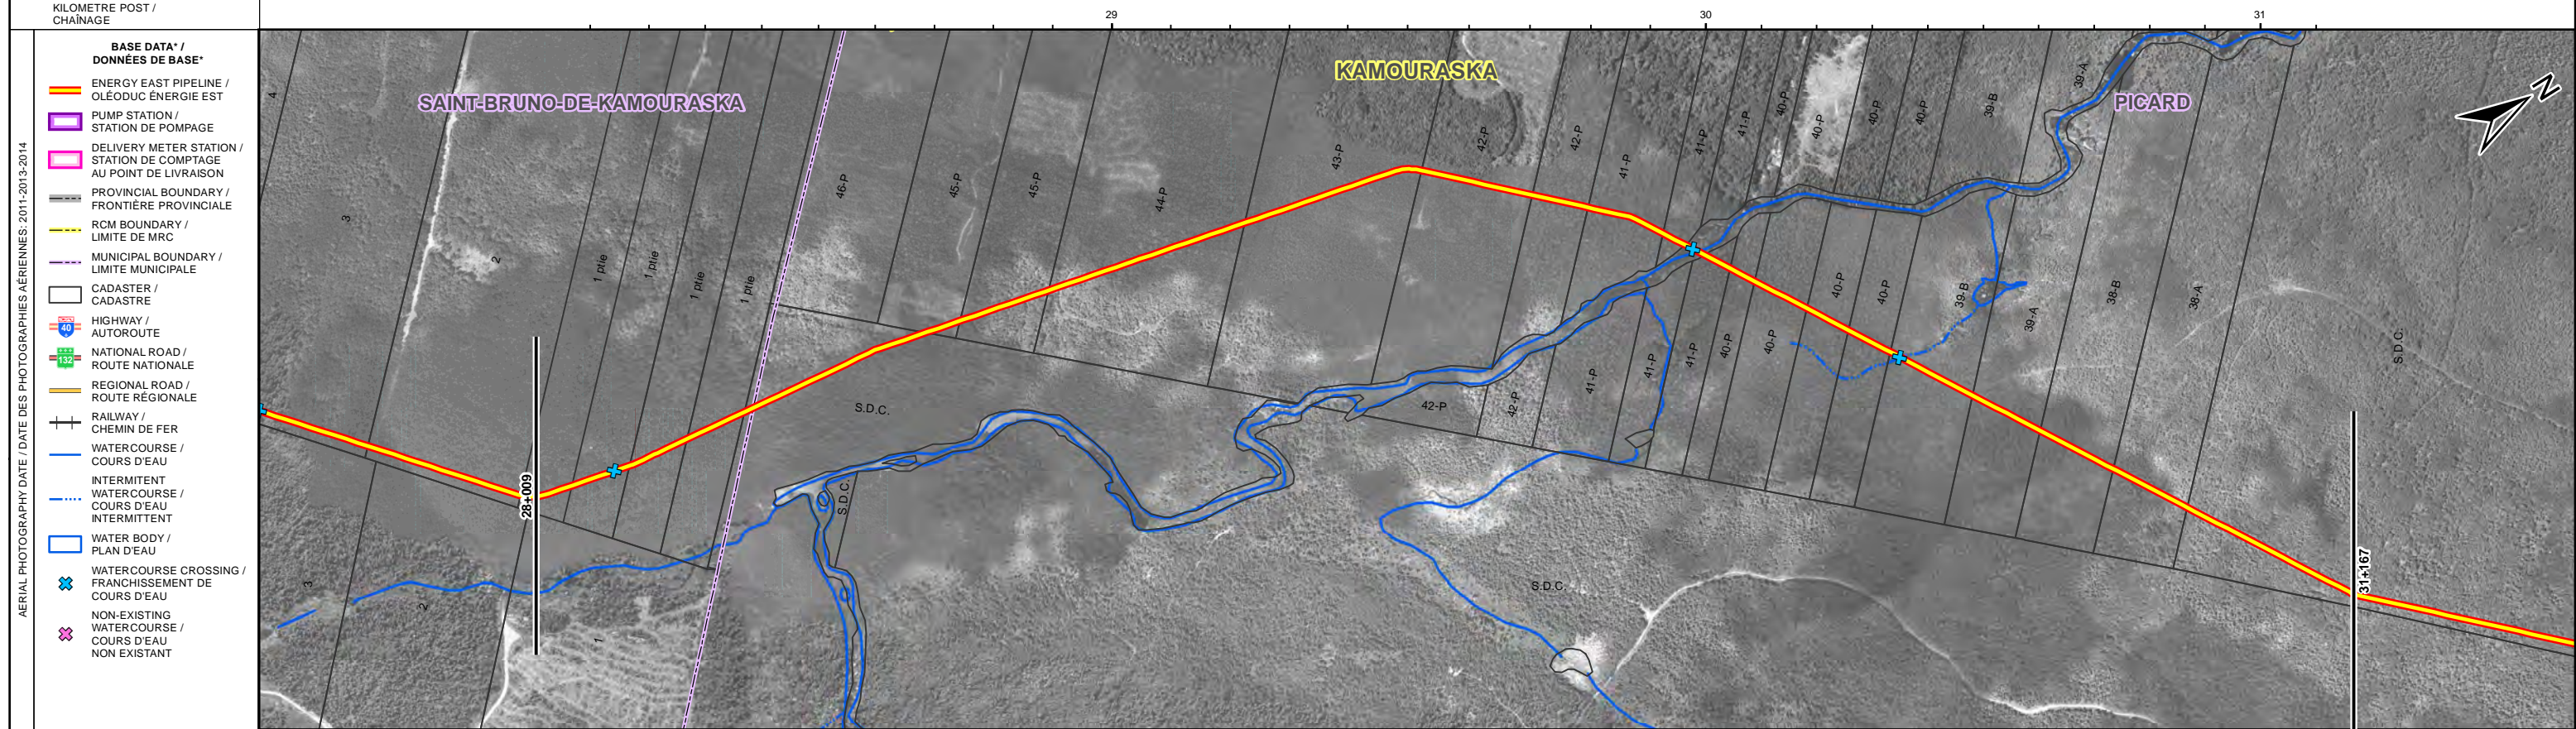 KILOMETRE POST /
CHAÎNAGE
29
30
31
AERIAL PHOTOGRAPHY DATE / DATE DES PHOTOGRAPHIES AÉRIENNES: 2011-2013-2014
BASE DATA* /
DONNÉES DE BASE*
ENERGY EAST PIPELINE /
OLÉODUC ÉNERGIE EST
PUMP STATION /
STATION DE POMPAGE
DELIVERY METER STATION /
STATION DE COMPTAGE
AU POINT DE LIVRAISON
PROVINCIAL BOUNDARY /
FRONTIÈRE PROVINCIALE
RCM BOUNDARY /
LIMITE DE MRC
MUNICIPAL BOUNDARY /
LIMITE MUNICIPALE
CADASTER /
CADASTRE
40
HIGHWAY /
AUTOROUTE
132
NATIONAL ROAD /
ROUTE NATIONALE
REGIONAL ROAD /
ROUTE RÉGIONALE
RAILWAY /
CHEMIN DE FER
WATERCOURSE /
COURS D'EAU
INTERMITENT
WATERCOURSE /
COURS D'EAU
INTERMITTENT
WATER BODY /
PLAN D'EAU
WATERCOURSE CROSSING /
FRANCHISSEMENT DE
COURS D'EAU
NON-EXISTING
WATERCOURSE /
COURS D'EAU
NON EXISTANT
SAINT-BRUNO-DE-KAMOURASKA
KAMOURASKA
PICARD
N
4
3
2
1 ptie
1 ptie
1 ptie
1 ptie
46-P
45-P
45-P
44-P
43-P
42-P
42-P
41-P
41-P
41-P
40-P
40-P
40-P
40-P
39-B
39-A
S.D.C.
S.D.C.
42-P
42-P
41-P
41-P
41-P
40-P
40-P
40-P
40-P
39-B
39-A
38-B
38-A
S.D.C.
S.D.C.
3
2
1
28+009
31+167